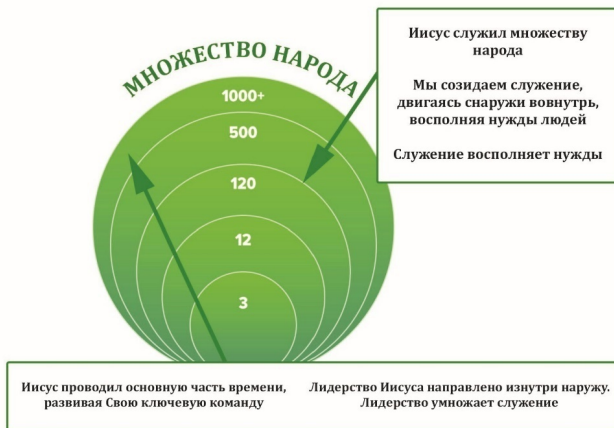 МНОЖЕСТВО НАРОДА
1000+
500
120
12
3
Иисус служил множеству
народа
Мы созидаем служение,
двигаясь снаружи вовнутрь,
восполняя нужды людей
Служение восполняет нужды
Иисус проводил основную часть времени,
развивая Свою ключевую команду
Лидерство Иисуса направлено изнутри наружу.
Лидерство умножает служение